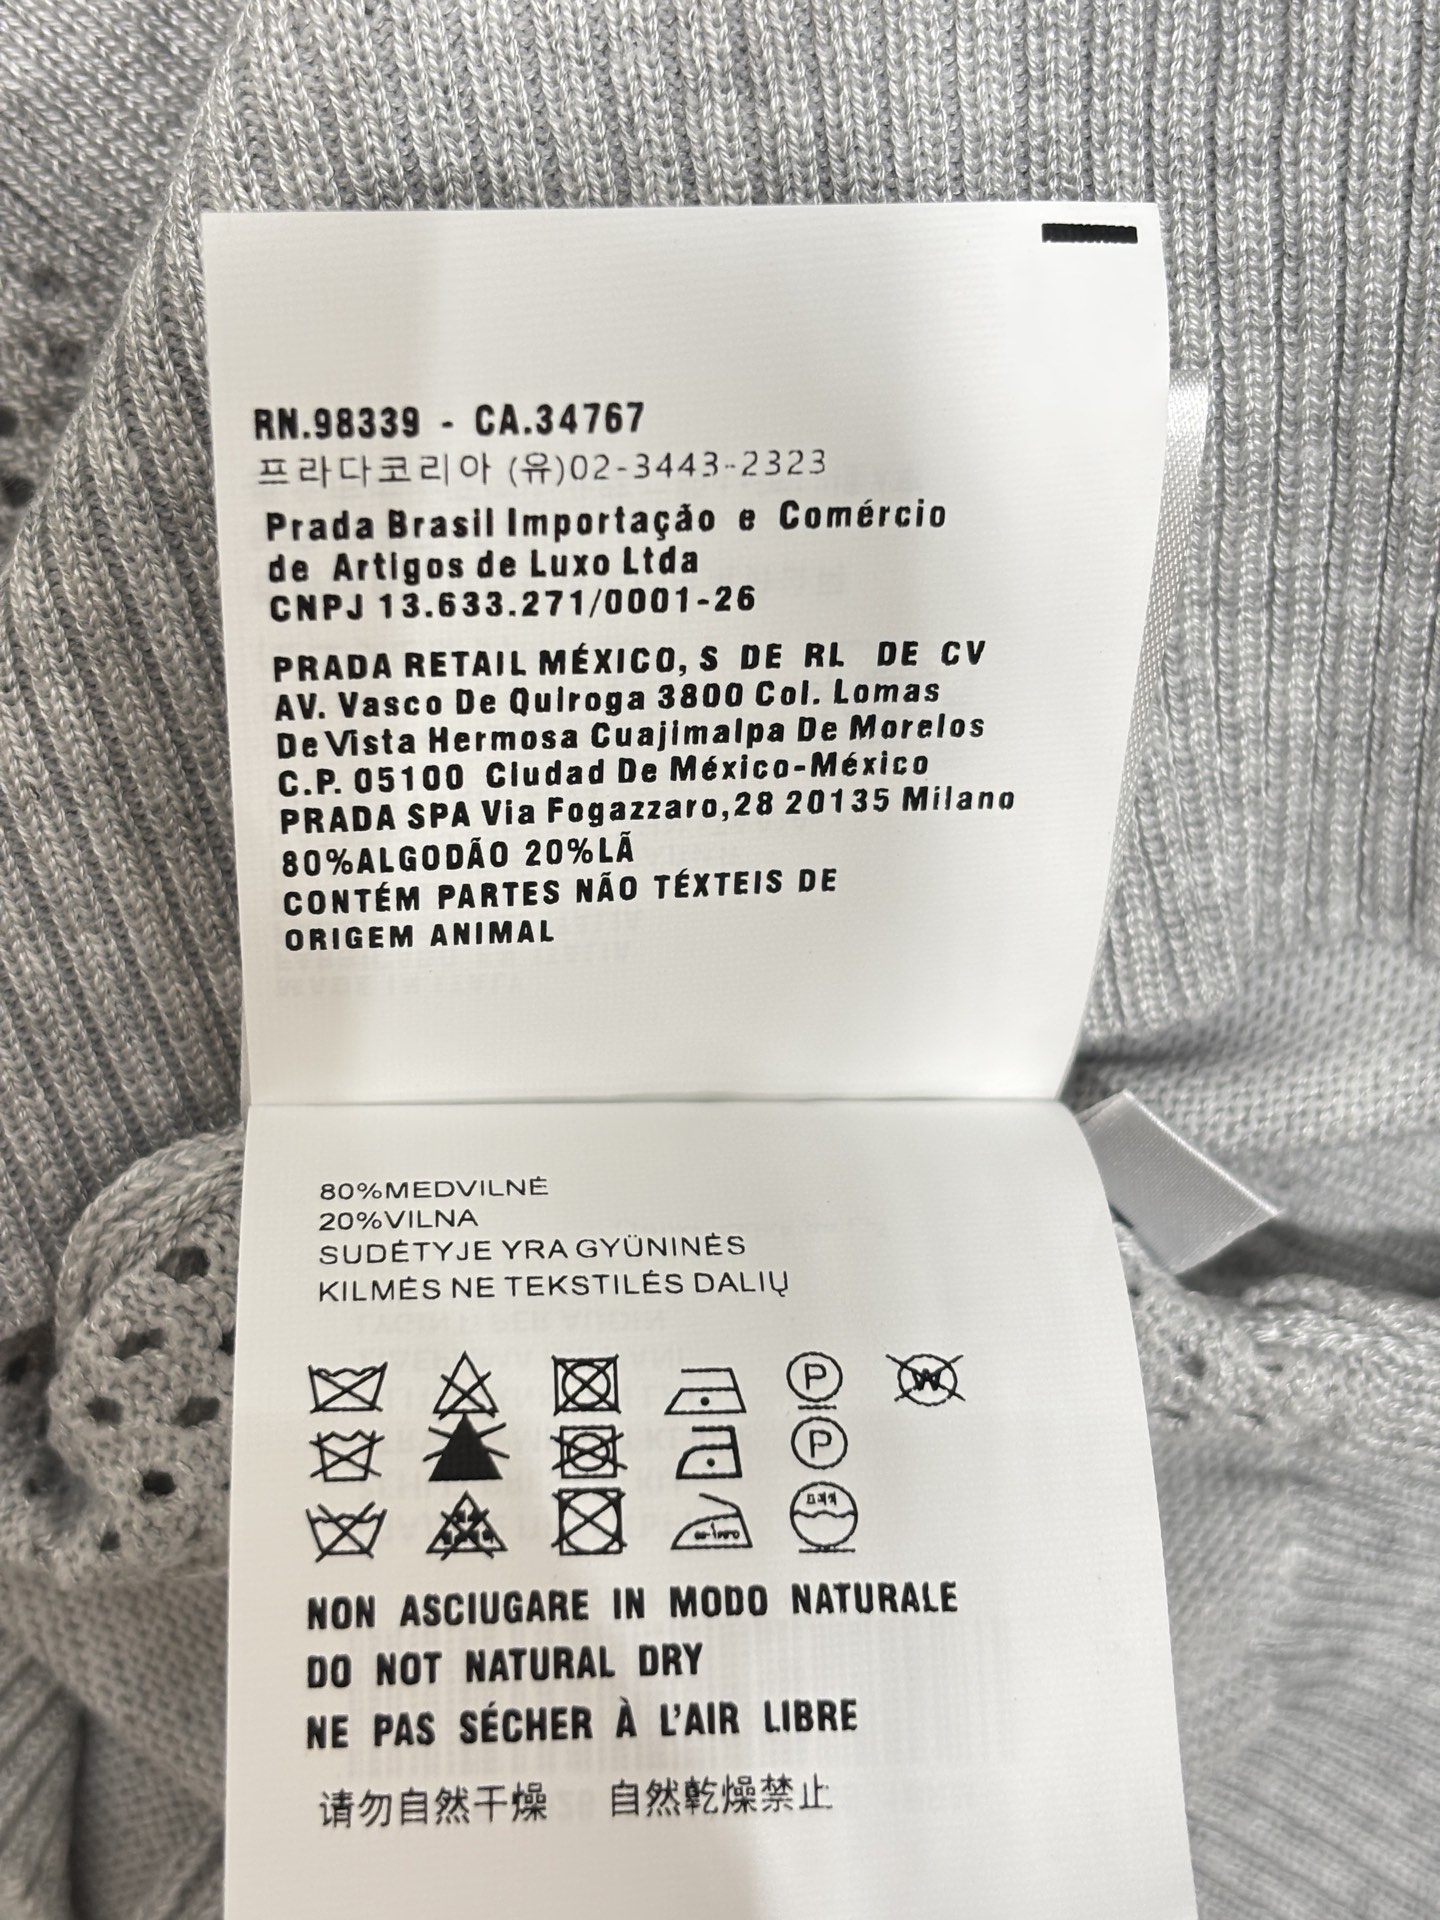 RN.98339 - CA.34767
프라다코리아 (유)02-3443-2323
Prada Brasil Importação e Comércio
de Artigos de Luxo Ltda
CNPJ 13.633.271/0001-26
PRADA RETAIL MÉXICO, S DE RL DE CV
AV. Vasco De Quiroga 3800 Col. Lomas
De Vista Hermosa Cuajimalpa De Morelos
C.P. 05100 Ciudad De México-México
PRADA SPA Via Fogazzaro,28 20135 Milano
80%ALGODÃO 20%LÃ
CONTÉM PARTES NÃO TÉXTEIS DE
ORIGEM ANIMAL
80%MEDVILNĖ
20%VILNA
SUDĖTYJE YRA GYŪNINĖS
KILMĖS NE TEKSTILĖS DALIŲ
P W
P
NON ASCIUGARE IN MODO NATURALE
DO NOT NATURAL DRY
NE PAS SÉCHER À L'AIR LIBRE
请勿自然干燥 自然乾燥禁止